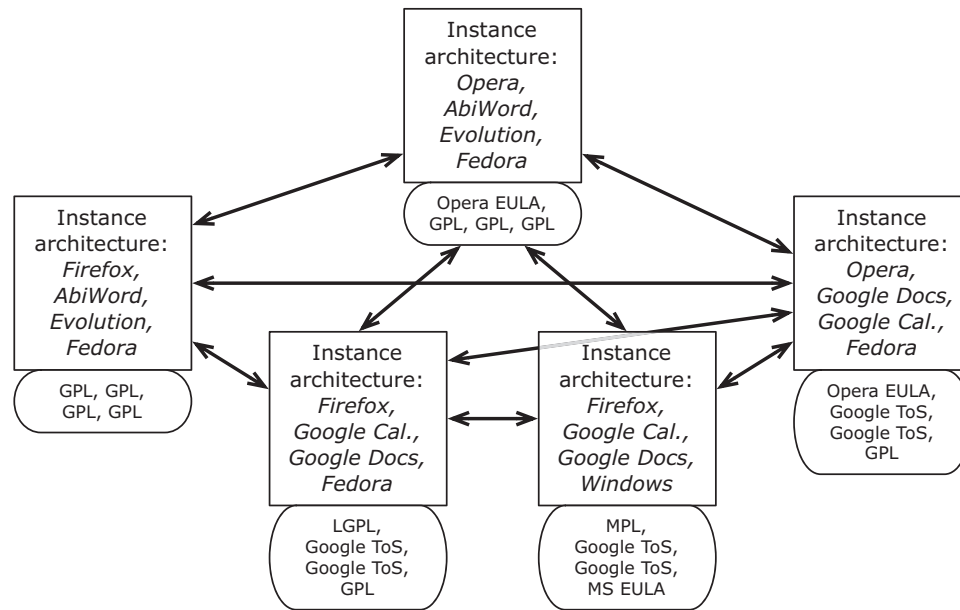 Instance
architecture:
Opera,
AbiWord,
Evolution,
Fedora
Opera EULA,
GPL, GPL, GPL
Instance
architecture:
Firefox,
AbiWord,
Evolution,
Fedora
GPL, GPL,
GPL, GPL
Instance
architecture:
Opera,
Google Docs,
Google Cal.,
Fedora
Opera EULA,
Google ToS,
Google ToS,
GPL
Instance
architecture:
Firefox,
Google Cal.,
Google Docs,
Fedora
LGPL,
Google ToS,
Google ToS,
GPL
Instance
architecture:
Firefox,
Google Cal.,
Google Docs,
Windows
MPL,
Google ToS,
Google ToS,
MS EULA